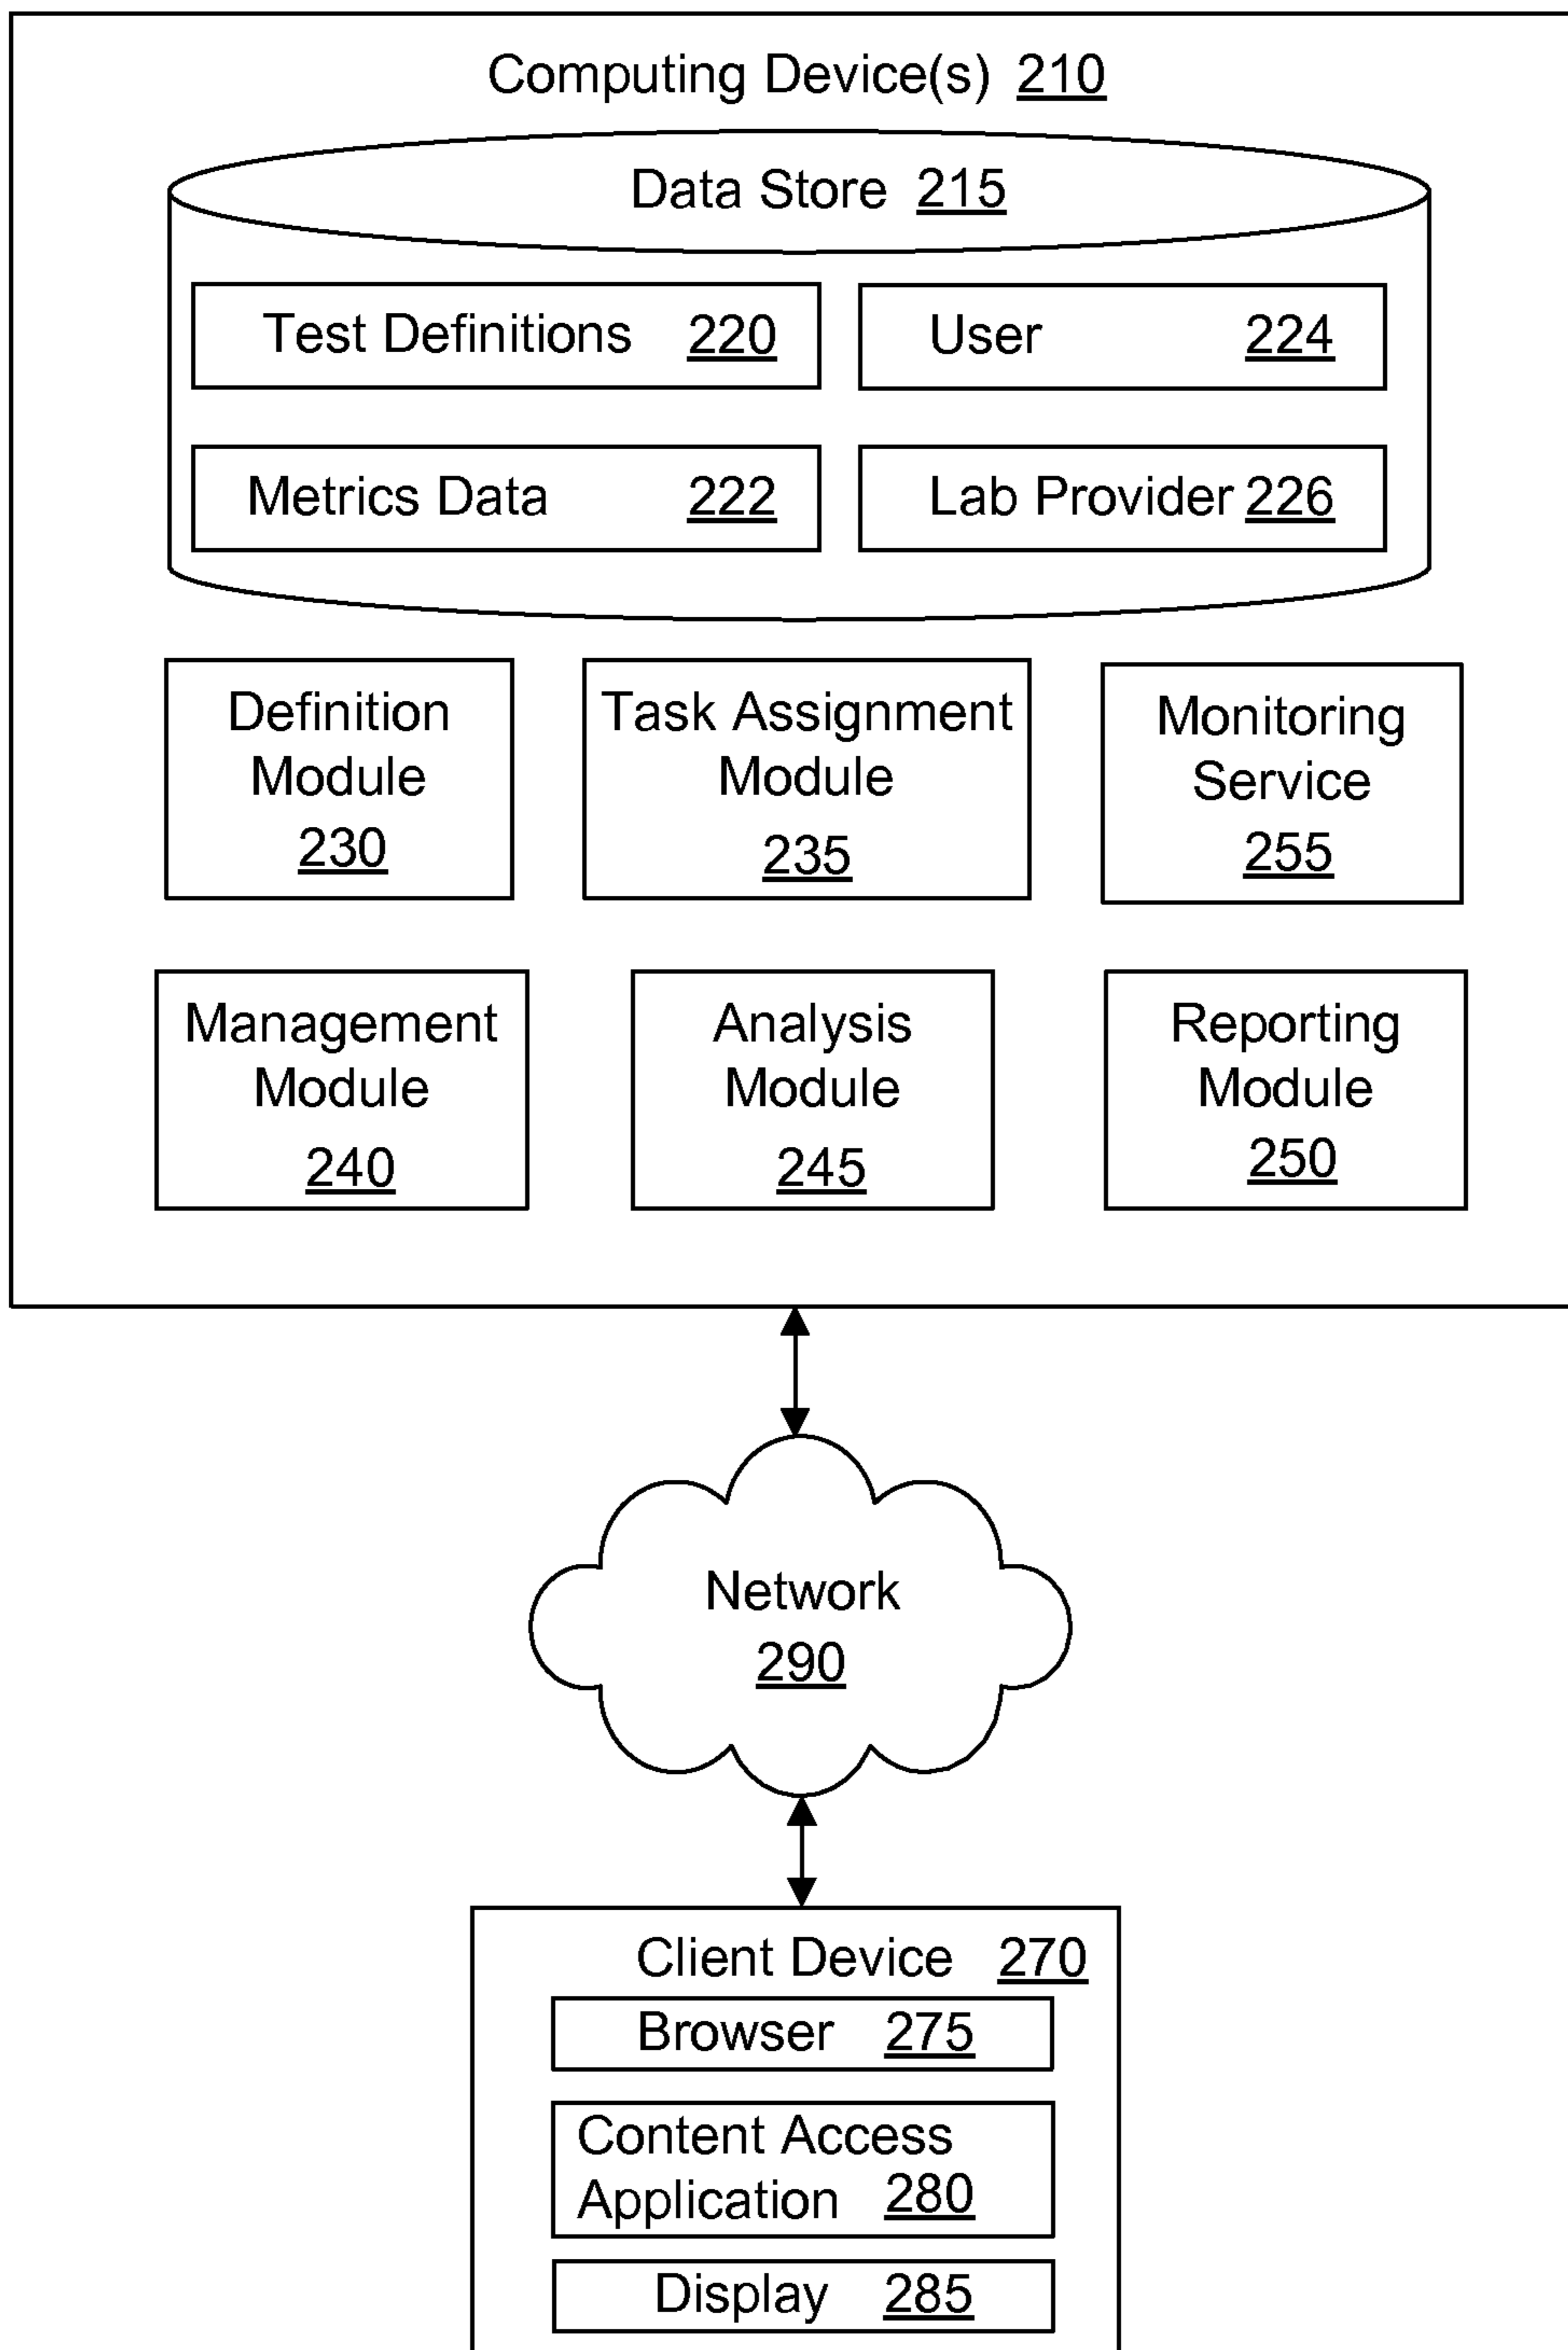 Computing Device(s) 210
Data Store 215
Test Definitions 220
User 224
Metrics Data 222
Lab Provider 226
Definition
Module
230
Task Assignment
Module
235
Monitoring
Service
255
Management
Module
240
Analysis
Module
245
Reporting
Module
250
Network
290
Client Device 270
Browser 275
Content Access
Application 280
Display 285